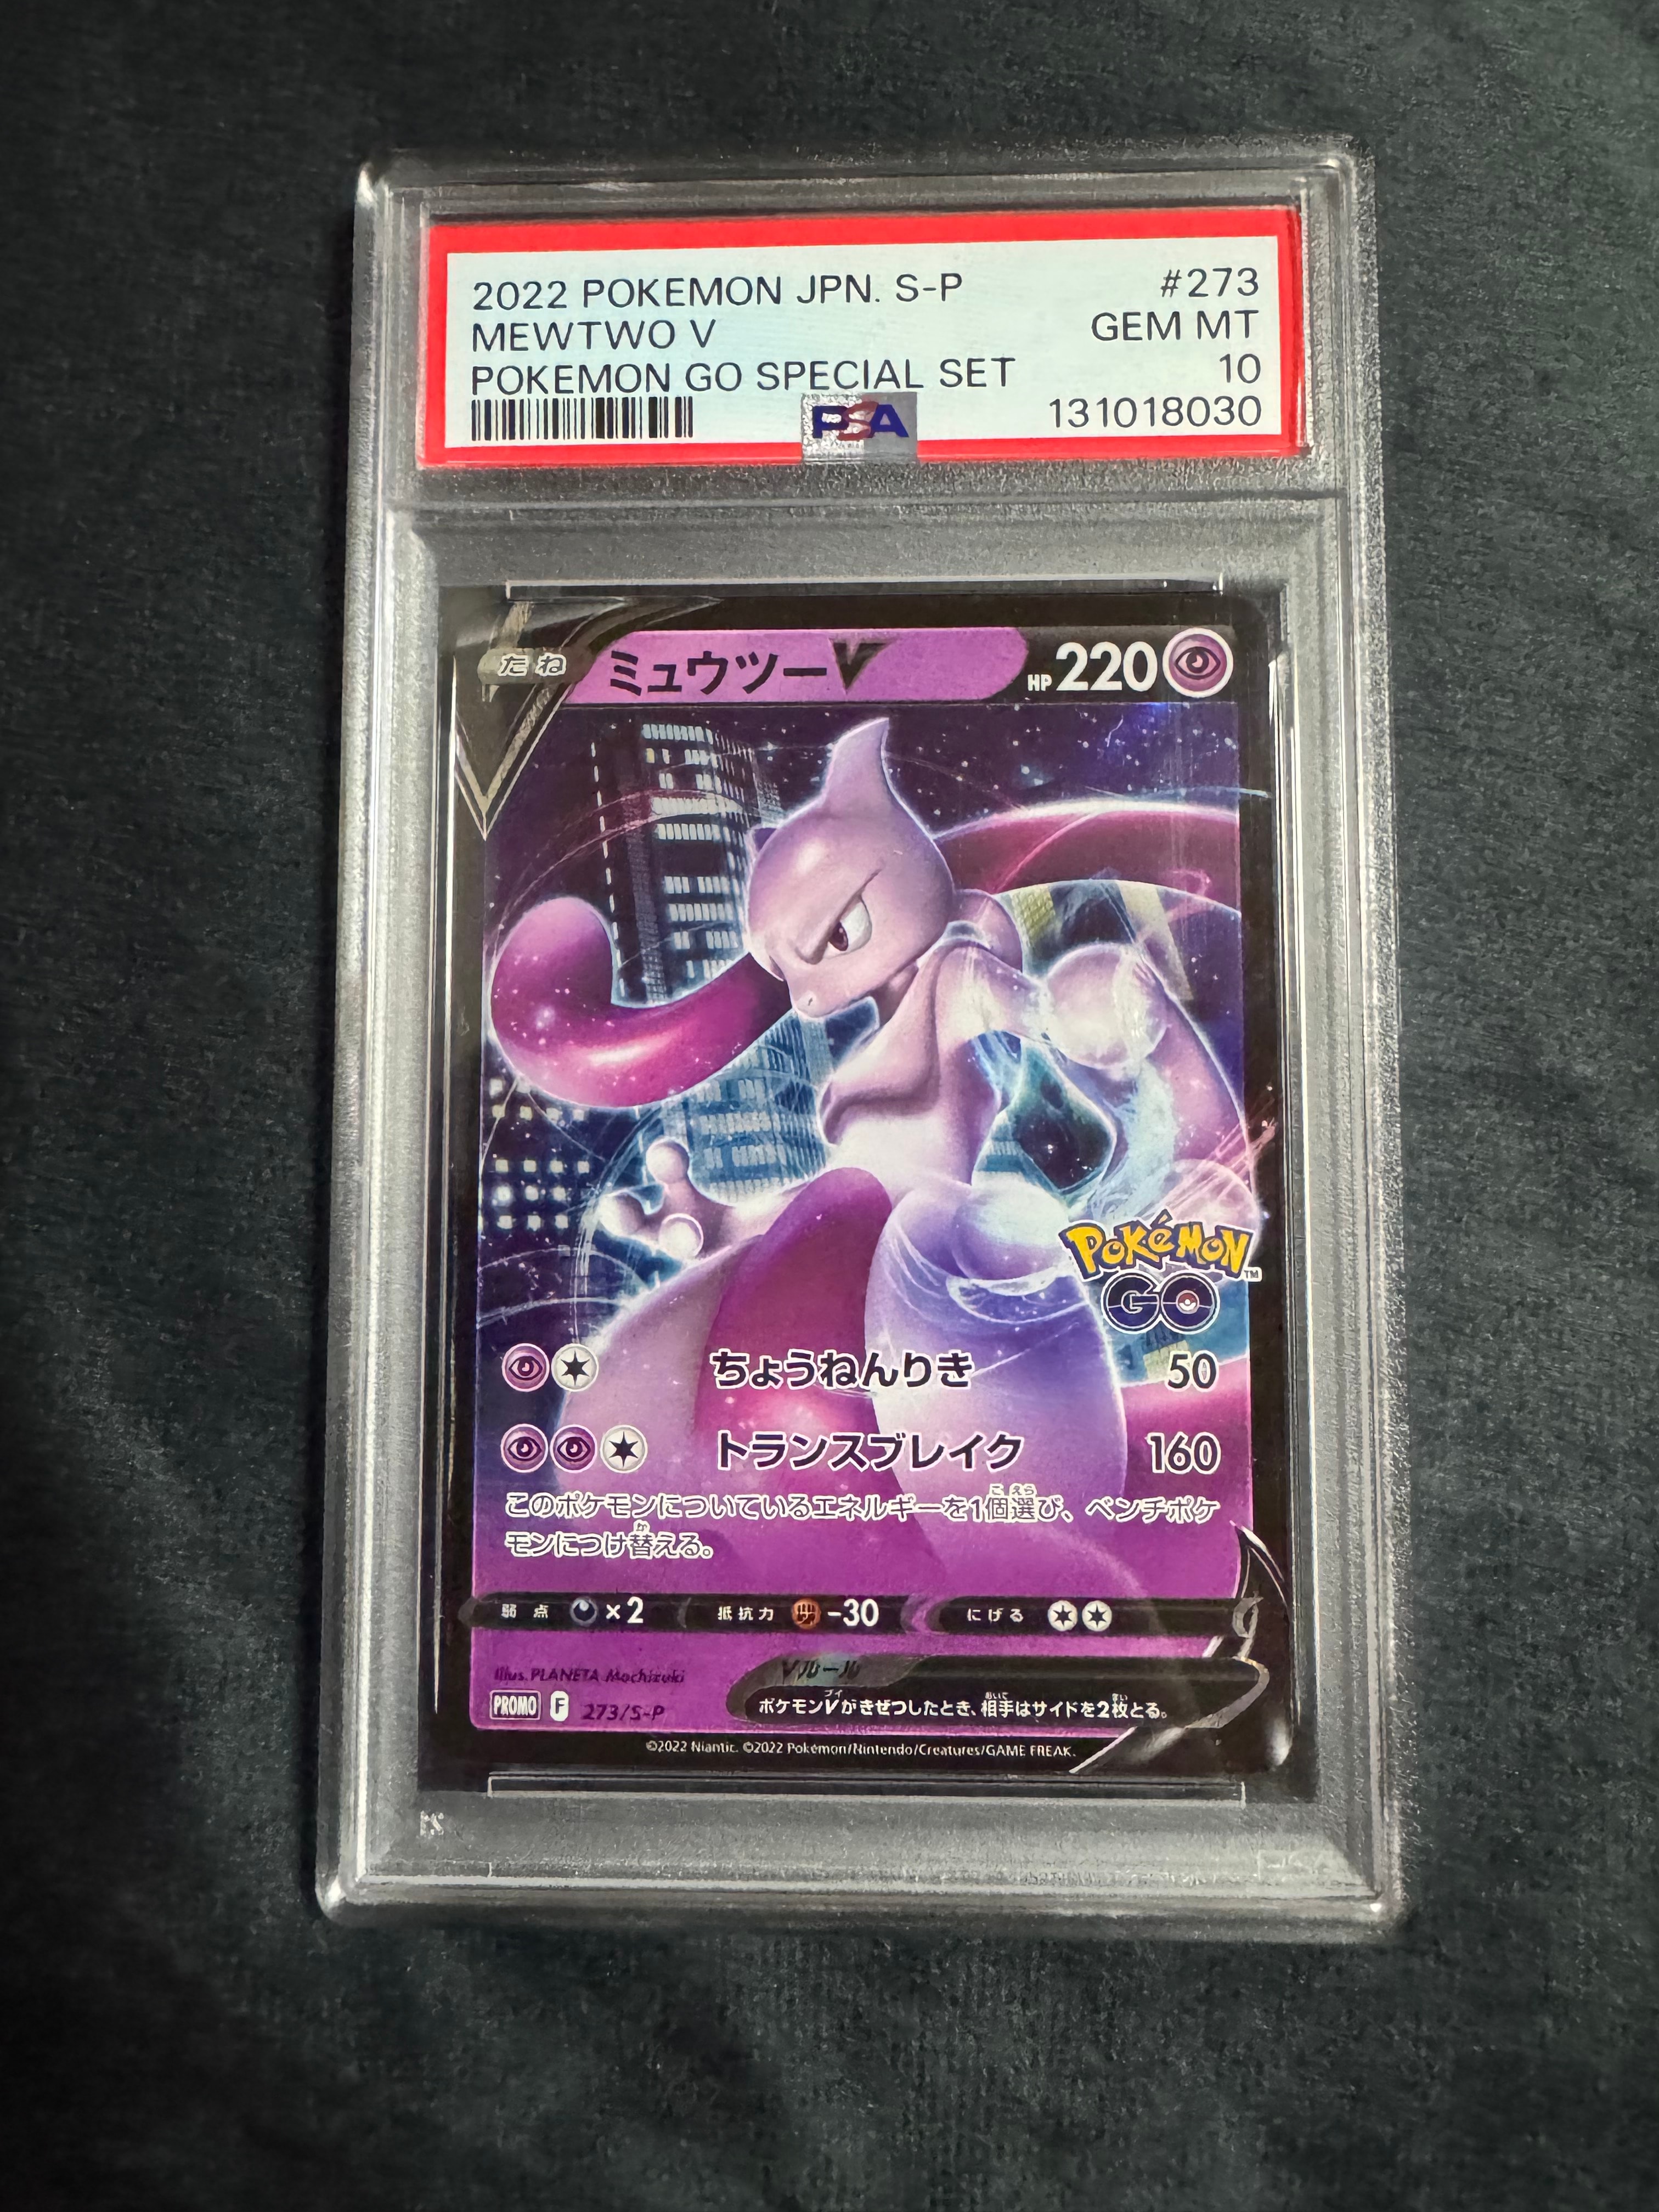 2022 POKEMON JPN. S-P #273
MEWTWO V GEM MT
POKEMON GO SPECIAL SET 10
PSA 131018030
たね ミュウツーV HP 220
POKéMON™
GO
ちょうねんりき 50
トランスブレイク 160
このポケモンについているエネルギーを1個選び、ベンチポケ
モンにつけ替える。
弱点 ×2 抵抗力 -30 にげる
Illus. PLANETA Mochizuki
Vルール
PROMO F 273/S-P
ポケモンVがきぜつしたとき、相手はサイドを2枚とる。
©2022 Niantic. ©2022 Pokémon/Nintendo/Creatures/GAME FREAK.